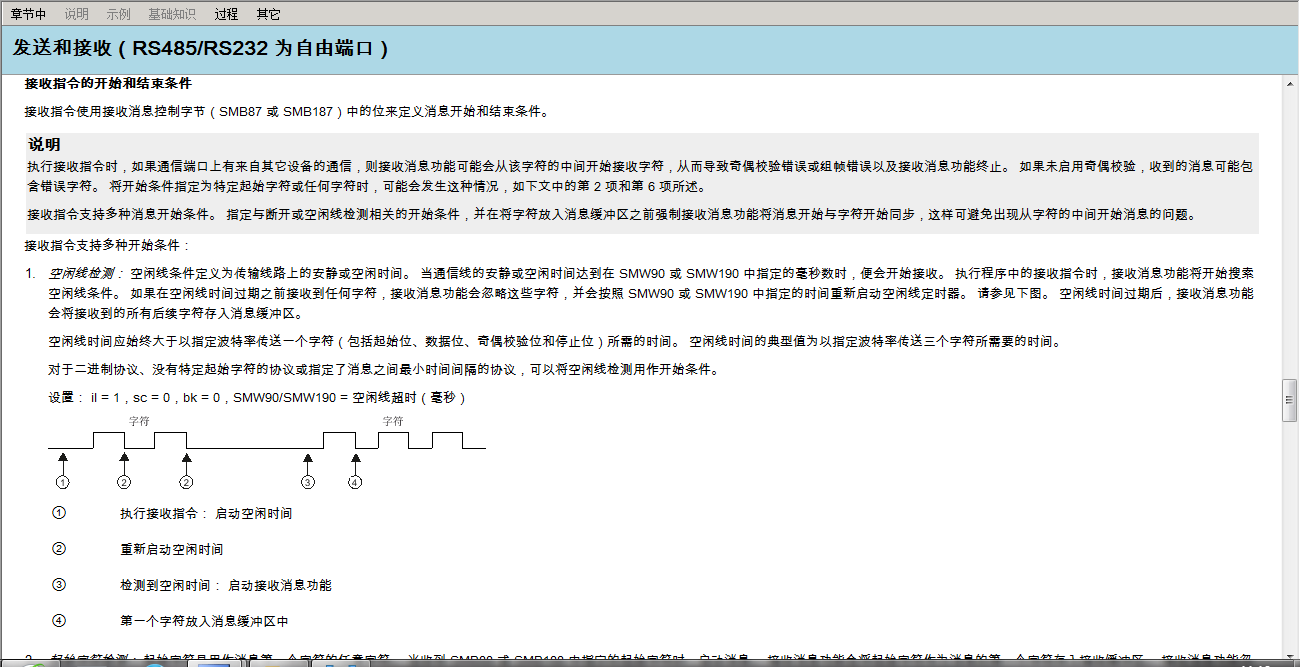 章节中 说明 示例 基础知识 过程 其它
发送和接收（RS485/RS232 为自由端口）
接收指令的开始和结束条件
接收指令使用接收消息控制字节（SMB87 或 SMB187）中的位来定义消息开始和结束条件。
说明
执行接收指令时，如果通信端口上有来自其它设备的通信，则接收消息功能可能会从该字符的中间开始接收字符，从而导致奇偶校验错误或组帧错误以及接收消息功能终止。 如果未启用奇偶校验，收到的消息可能包
含错误字符。 将开始条件指定为特定起始字符或任何字符时，可能会发生这种情况，如下文中的第 2 项和第 6 项所述。
接收指令支持多种消息开始条件。 指定与断开或空闲线检测相关的开始条件，并在将字符放入消息缓冲区之前强制接收消息功能将消息开始与字符开始同步，这样可避免出现从字符的中间开始消息的问题。
接收指令支持多种开始条件：
1. 空闲线检测： 空闲线条件定义为传输线路上的安静或空闲时间。 当通信线的安静或空闲时间达到在 SMW90 或 SMW190 中指定的毫秒数时，便会开始接收。 执行程序中的接收指令时，接收消息功能将开始搜索
空闲线条件。 如果在空闲线时间过期之前接收到任何字符，接收消息功能会忽略这些字符，并会按照 SMW90 或 SMW190 中指定的时间重新启动空闲线定时器。 请参见下图。 空闲线时间过期后，接收消息功能
会将接收到的所有后续字符存入消息缓冲区。
空闲线时间应始终大于以指定波特率传送一个字符（包括起始位、数据位、奇偶校验位和停止位）所需的时间。 空闲线时间的典型值为以指定波特率传送三个字符所需要的时间。
对于二进制协议、没有特定起始字符的协议或指定了消息之间最小时间间隔的协议，可以将空闲线检测用作开始条件。
设置： il = 1，sc = 0，bk = 0，SMW90/SMW190 = 空闲线超时（毫秒）
字符 字符
① ② ② ③ ④
① 执行接收指令： 启动空闲时间
② 重新启动空闲时间
③ 检测到空闲时间： 启动接收消息功能
④ 第一个字符放入消息缓冲区中